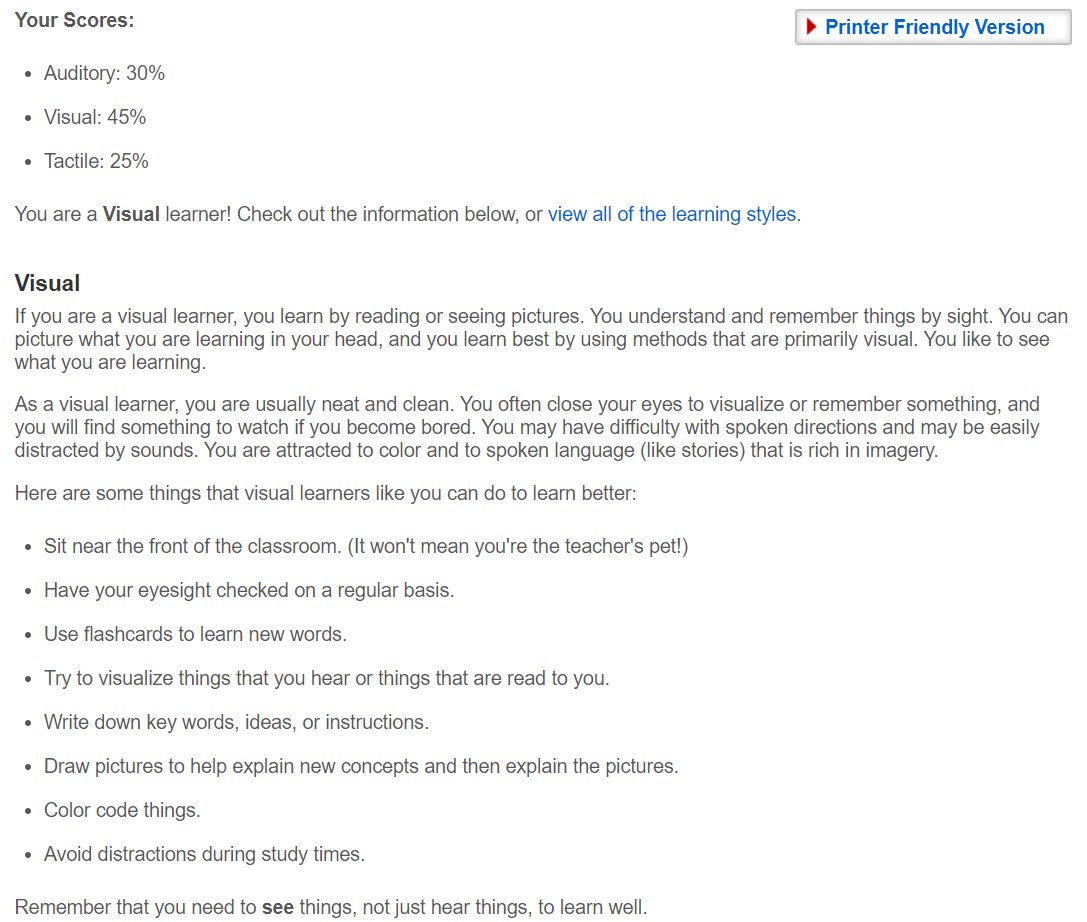 Your Scores:
Printer Friendly Version
Auditory: 30%
Visual: 45%
Tactile: 25%
You are a Visual learner! Check out the information below, or view all of the learning styles.
Visual
If you are a visual learner, you learn by reading or seeing pictures. You understand and remember things by sight. You can
picture what you are learning in your head, and you learn best by using methods that are primarily visual. You like to see
what you are learning.
As a visual learner, you are usually neat and clean. You often close your eyes to visualize or remember something, and
you will find something to watch if you become bored. You may have difficulty with spoken directions and may be easily
distracted by sounds. You are attracted to color and to spoken language (like stories) that is rich in imagery.
Here are some things that visual learners like you can do to learn better:
Sit near the front of the classroom. (It won't mean you're the teacher's pet!)
Have your eyesight checked on a regular basis.
Use flashcards to learn new words.
Try to visualize things that you hear or things that are read to you.
Write down key words, ideas, or instructions.
Draw pictures to help explain new concepts and then explain the pictures.
Color code things.
Avoid distractions during study times.
Remember that you need to see things, not just hear things, to learn well.